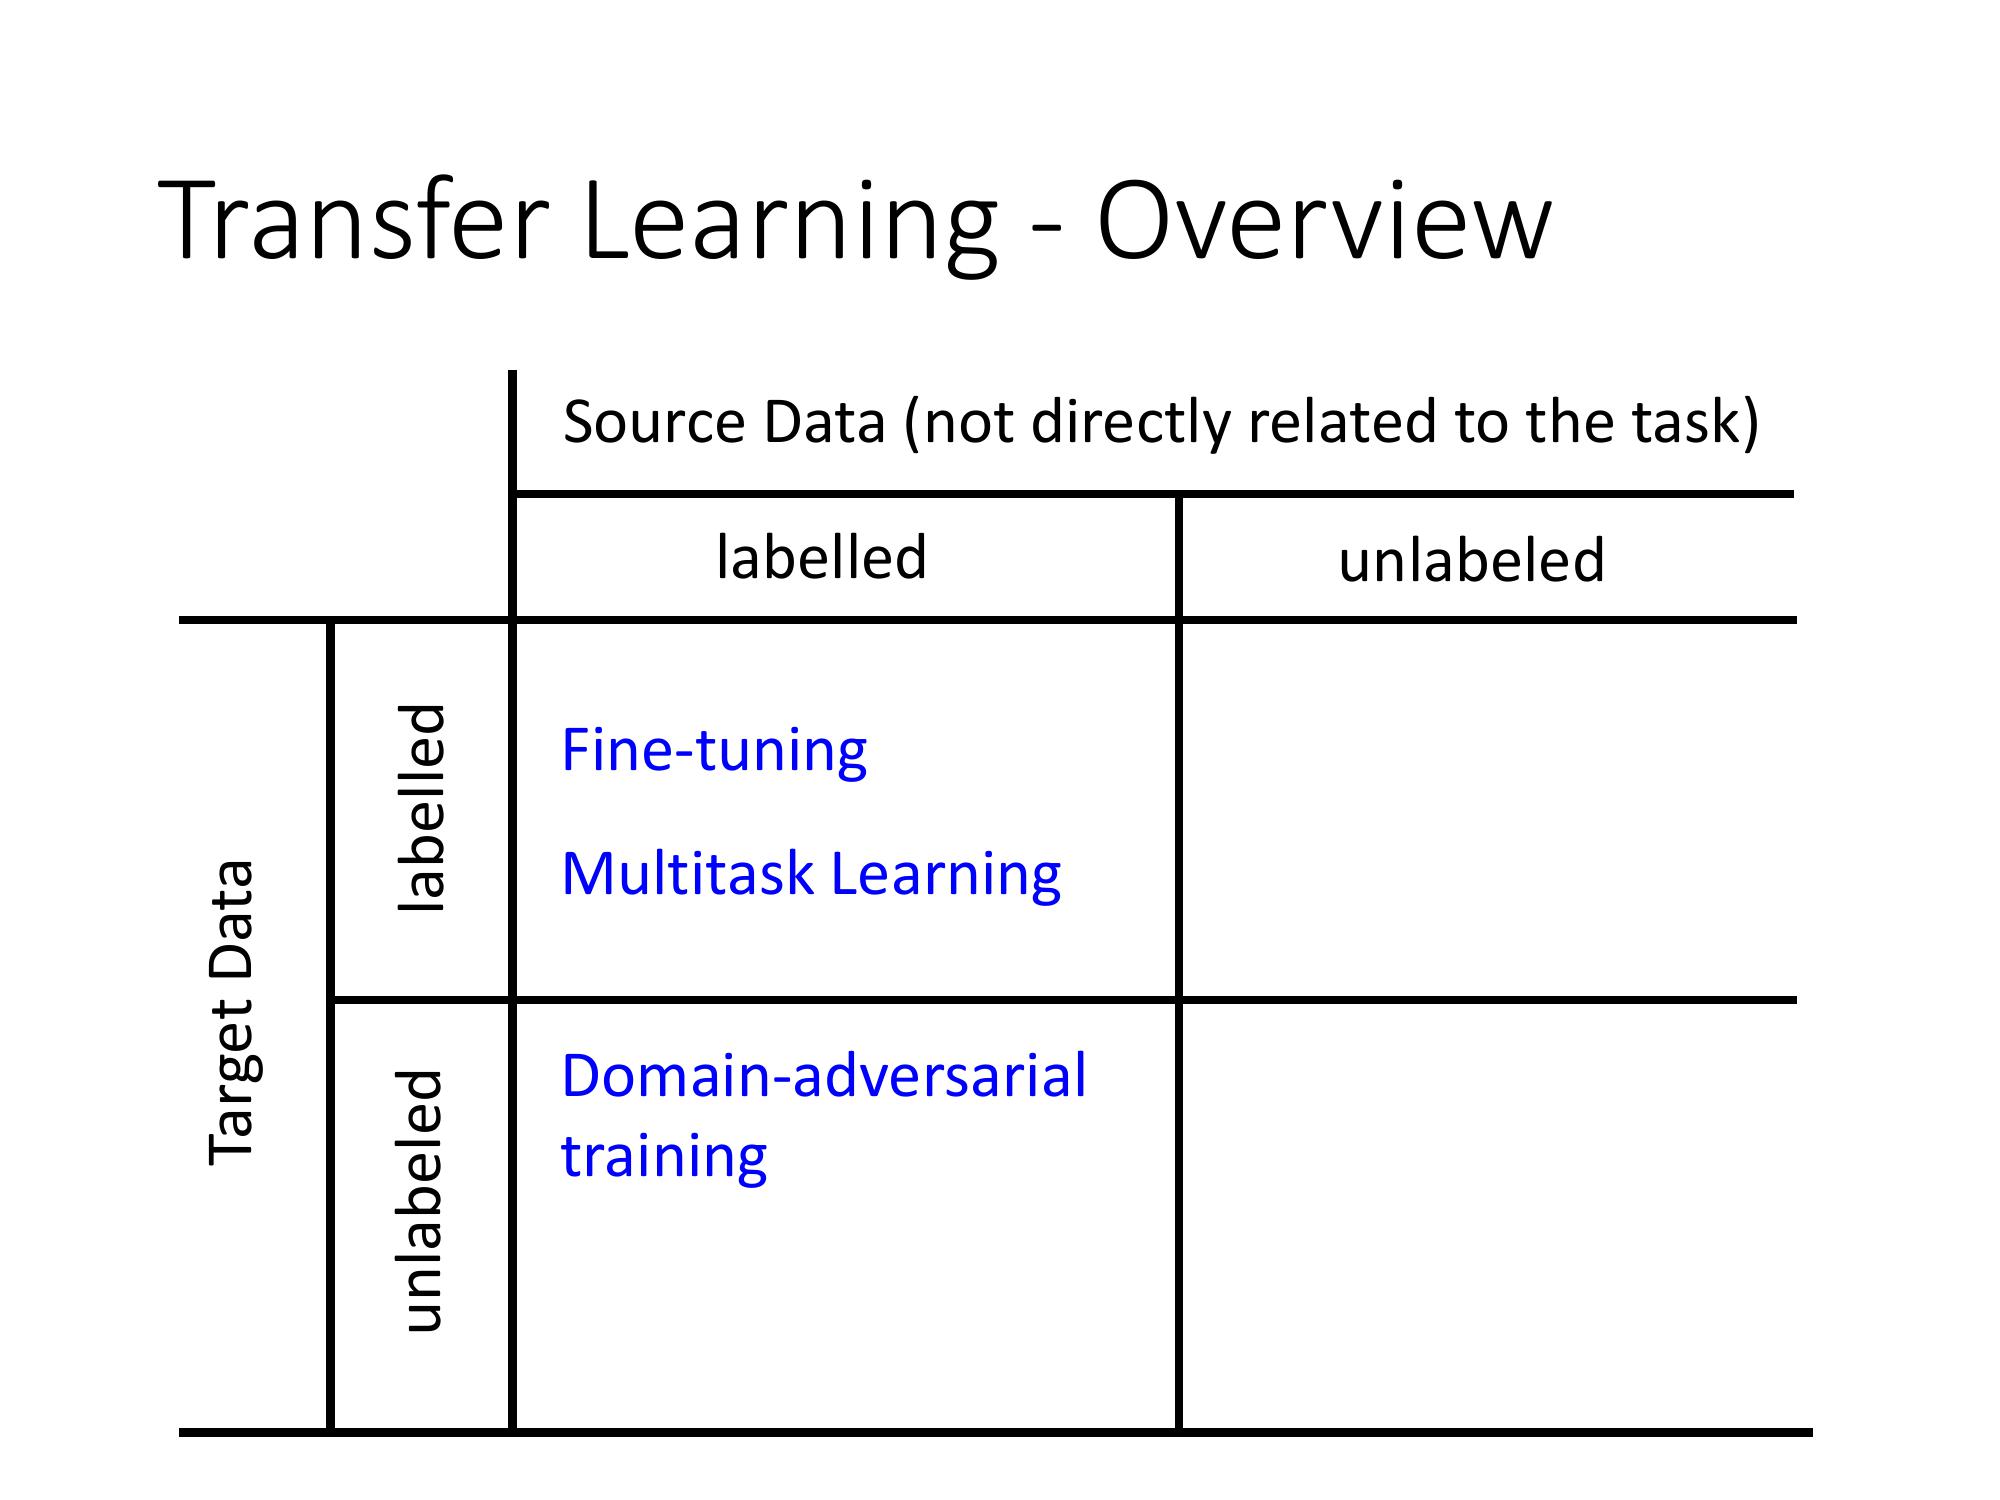 Transfer Learning - Overview
Source Data (not directly related to the task)
labelled
unlabeled
Target Data
labelled
Fine-tuning
Multitask Learning
unlabeled
Domain-adversarial
training